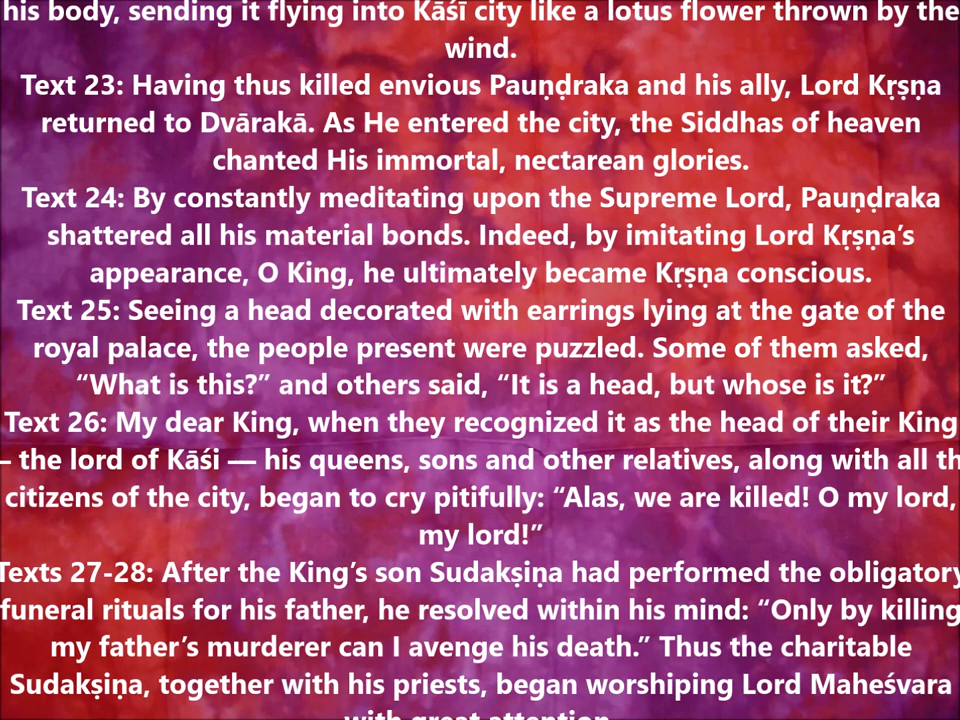 his body, sending it flying into Kāśī city like a lotus flower thrown by the
wind.
Text 23: Having thus killed envious Pauṇḍraka and his ally, Lord Kṛṣṇa
returned to Dvārakā. As He entered the city, the Siddhas of heaven
chanted His immortal, nectarean glories.
Text 24: By constantly meditating upon the Supreme Lord, Pauṇḍraka
shattered all his material bonds. Indeed, by imitating Lord Kṛṣṇa’s
appearance, O King, he ultimately became Kṛṣṇa conscious.
Text 25: Seeing a head decorated with earrings lying at the gate of the
royal palace, the people present were puzzled. Some of them asked,
“What is this?” and others said, “It is a head, but whose is it?”
Text 26: My dear King, when they recognized it as the head of their King
— the lord of Kāśi — his queens, sons and other relatives, along with all th
citizens of the city, began to cry pitifully: “Alas, we are killed! O my lord,
my lord!”
Texts 27-28: After the King’s son Sudakṣiṇa had performed the obligatory
funeral rituals for his father, he resolved within his mind: “Only by killing
my father’s murderer can I avenge his death.” Thus the charitable
Sudakṣiṇa, together with his priests, began worshiping Lord Maheśvara
with great attention.